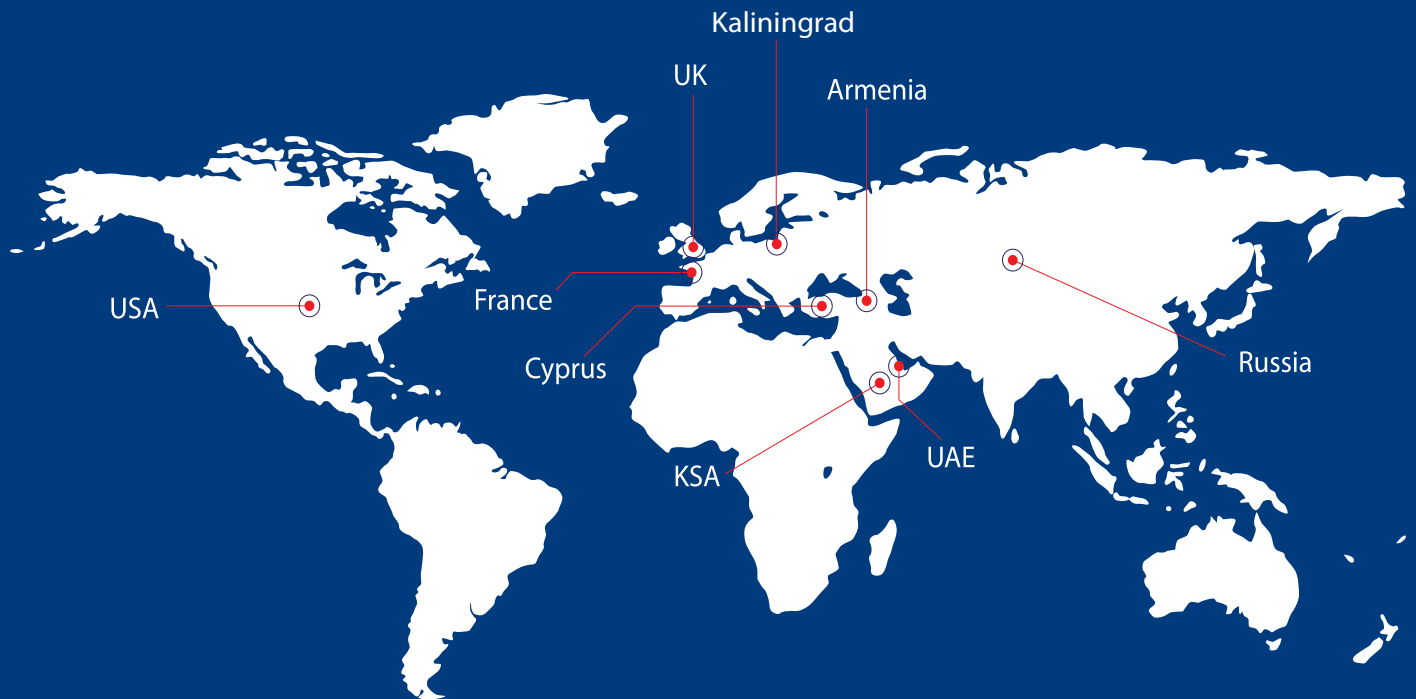 Kaliningrad
UK
Armenia
USA
France
Cyprus
Russia
KSA
UAE